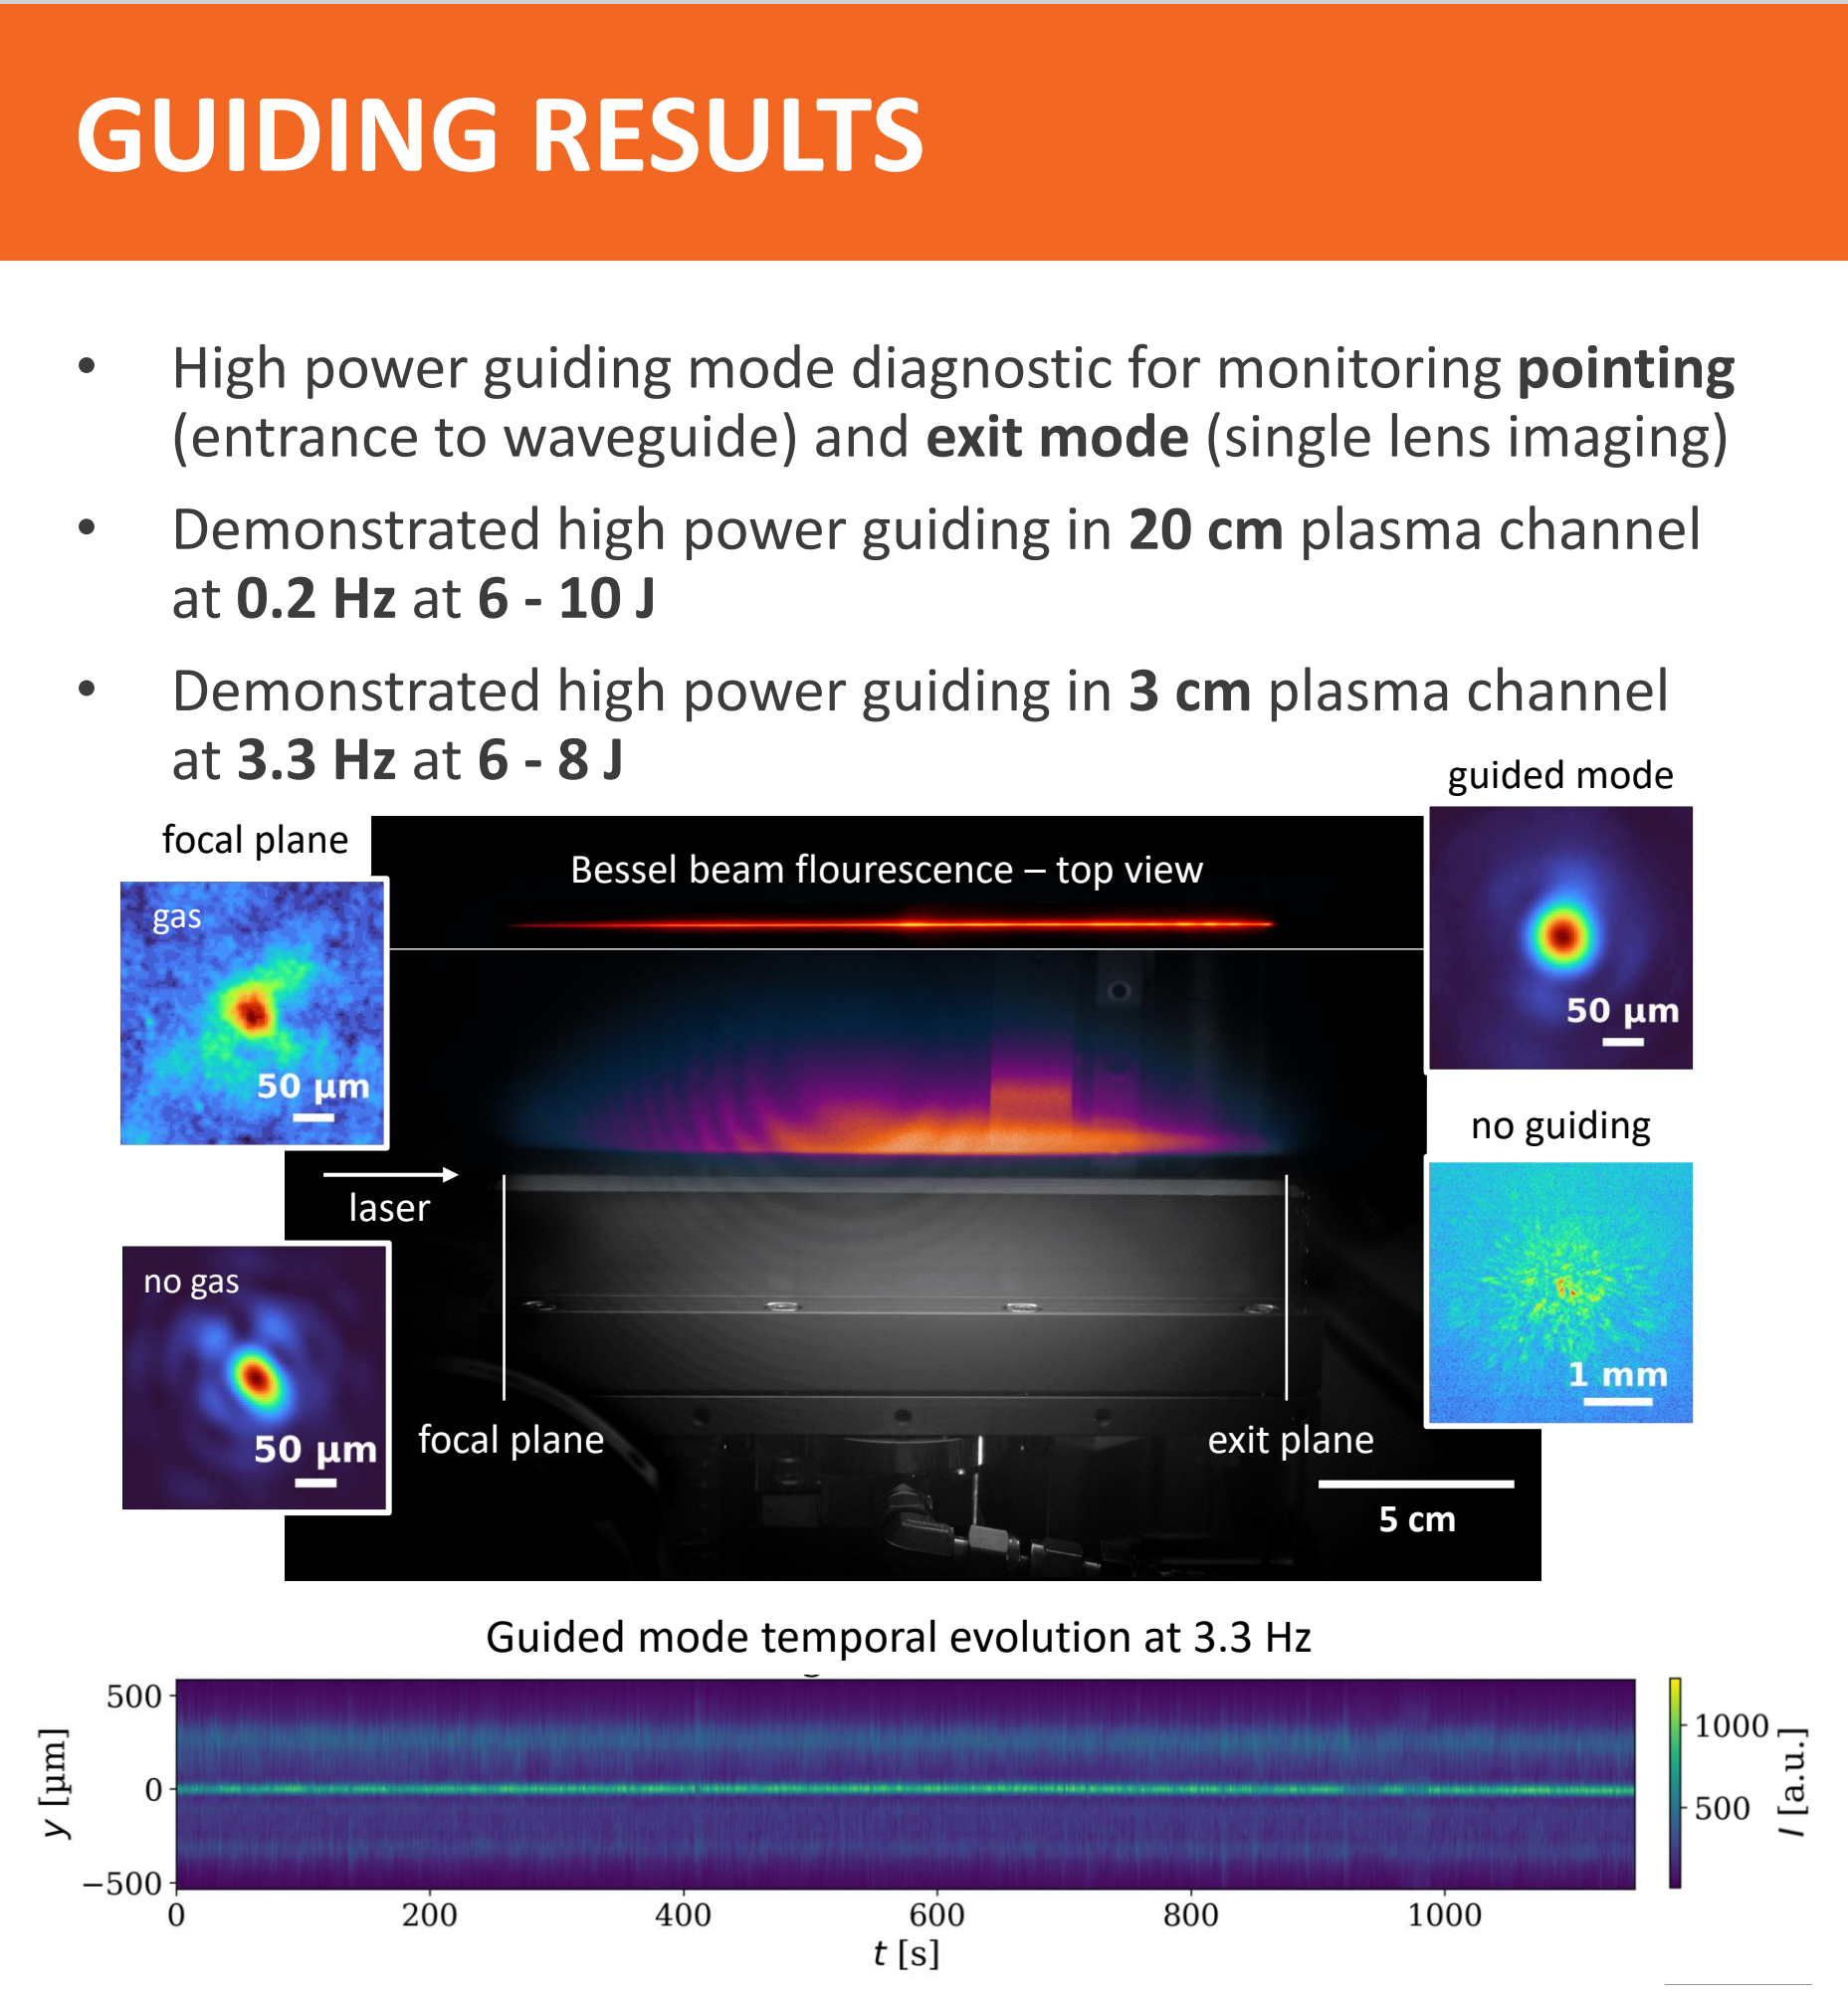 GUIDING RESULTS
• High power guiding mode diagnostic for monitoring pointing
(entrance to waveguide) and exit mode (single lens imaging)
• Demonstrated high power guiding in 20 cm plasma channel
at 0.2 Hz at 6 - 10 J
• Demonstrated high power guiding in 3 cm plasma channel
at 3.3 Hz at 6 - 8 J
guided mode
focal plane
Bessel beam flourescence – top view
gas
50 μm
50 μm
no guiding
laser
no gas
1 mm
focal plane
exit plane
50 μm
5 cm
Guided mode temporal evolution at 3.3 Hz
500
0
−500
y [μm]
0 200 400 600 800 1000
t [s]
1000
500
I [a.u.]